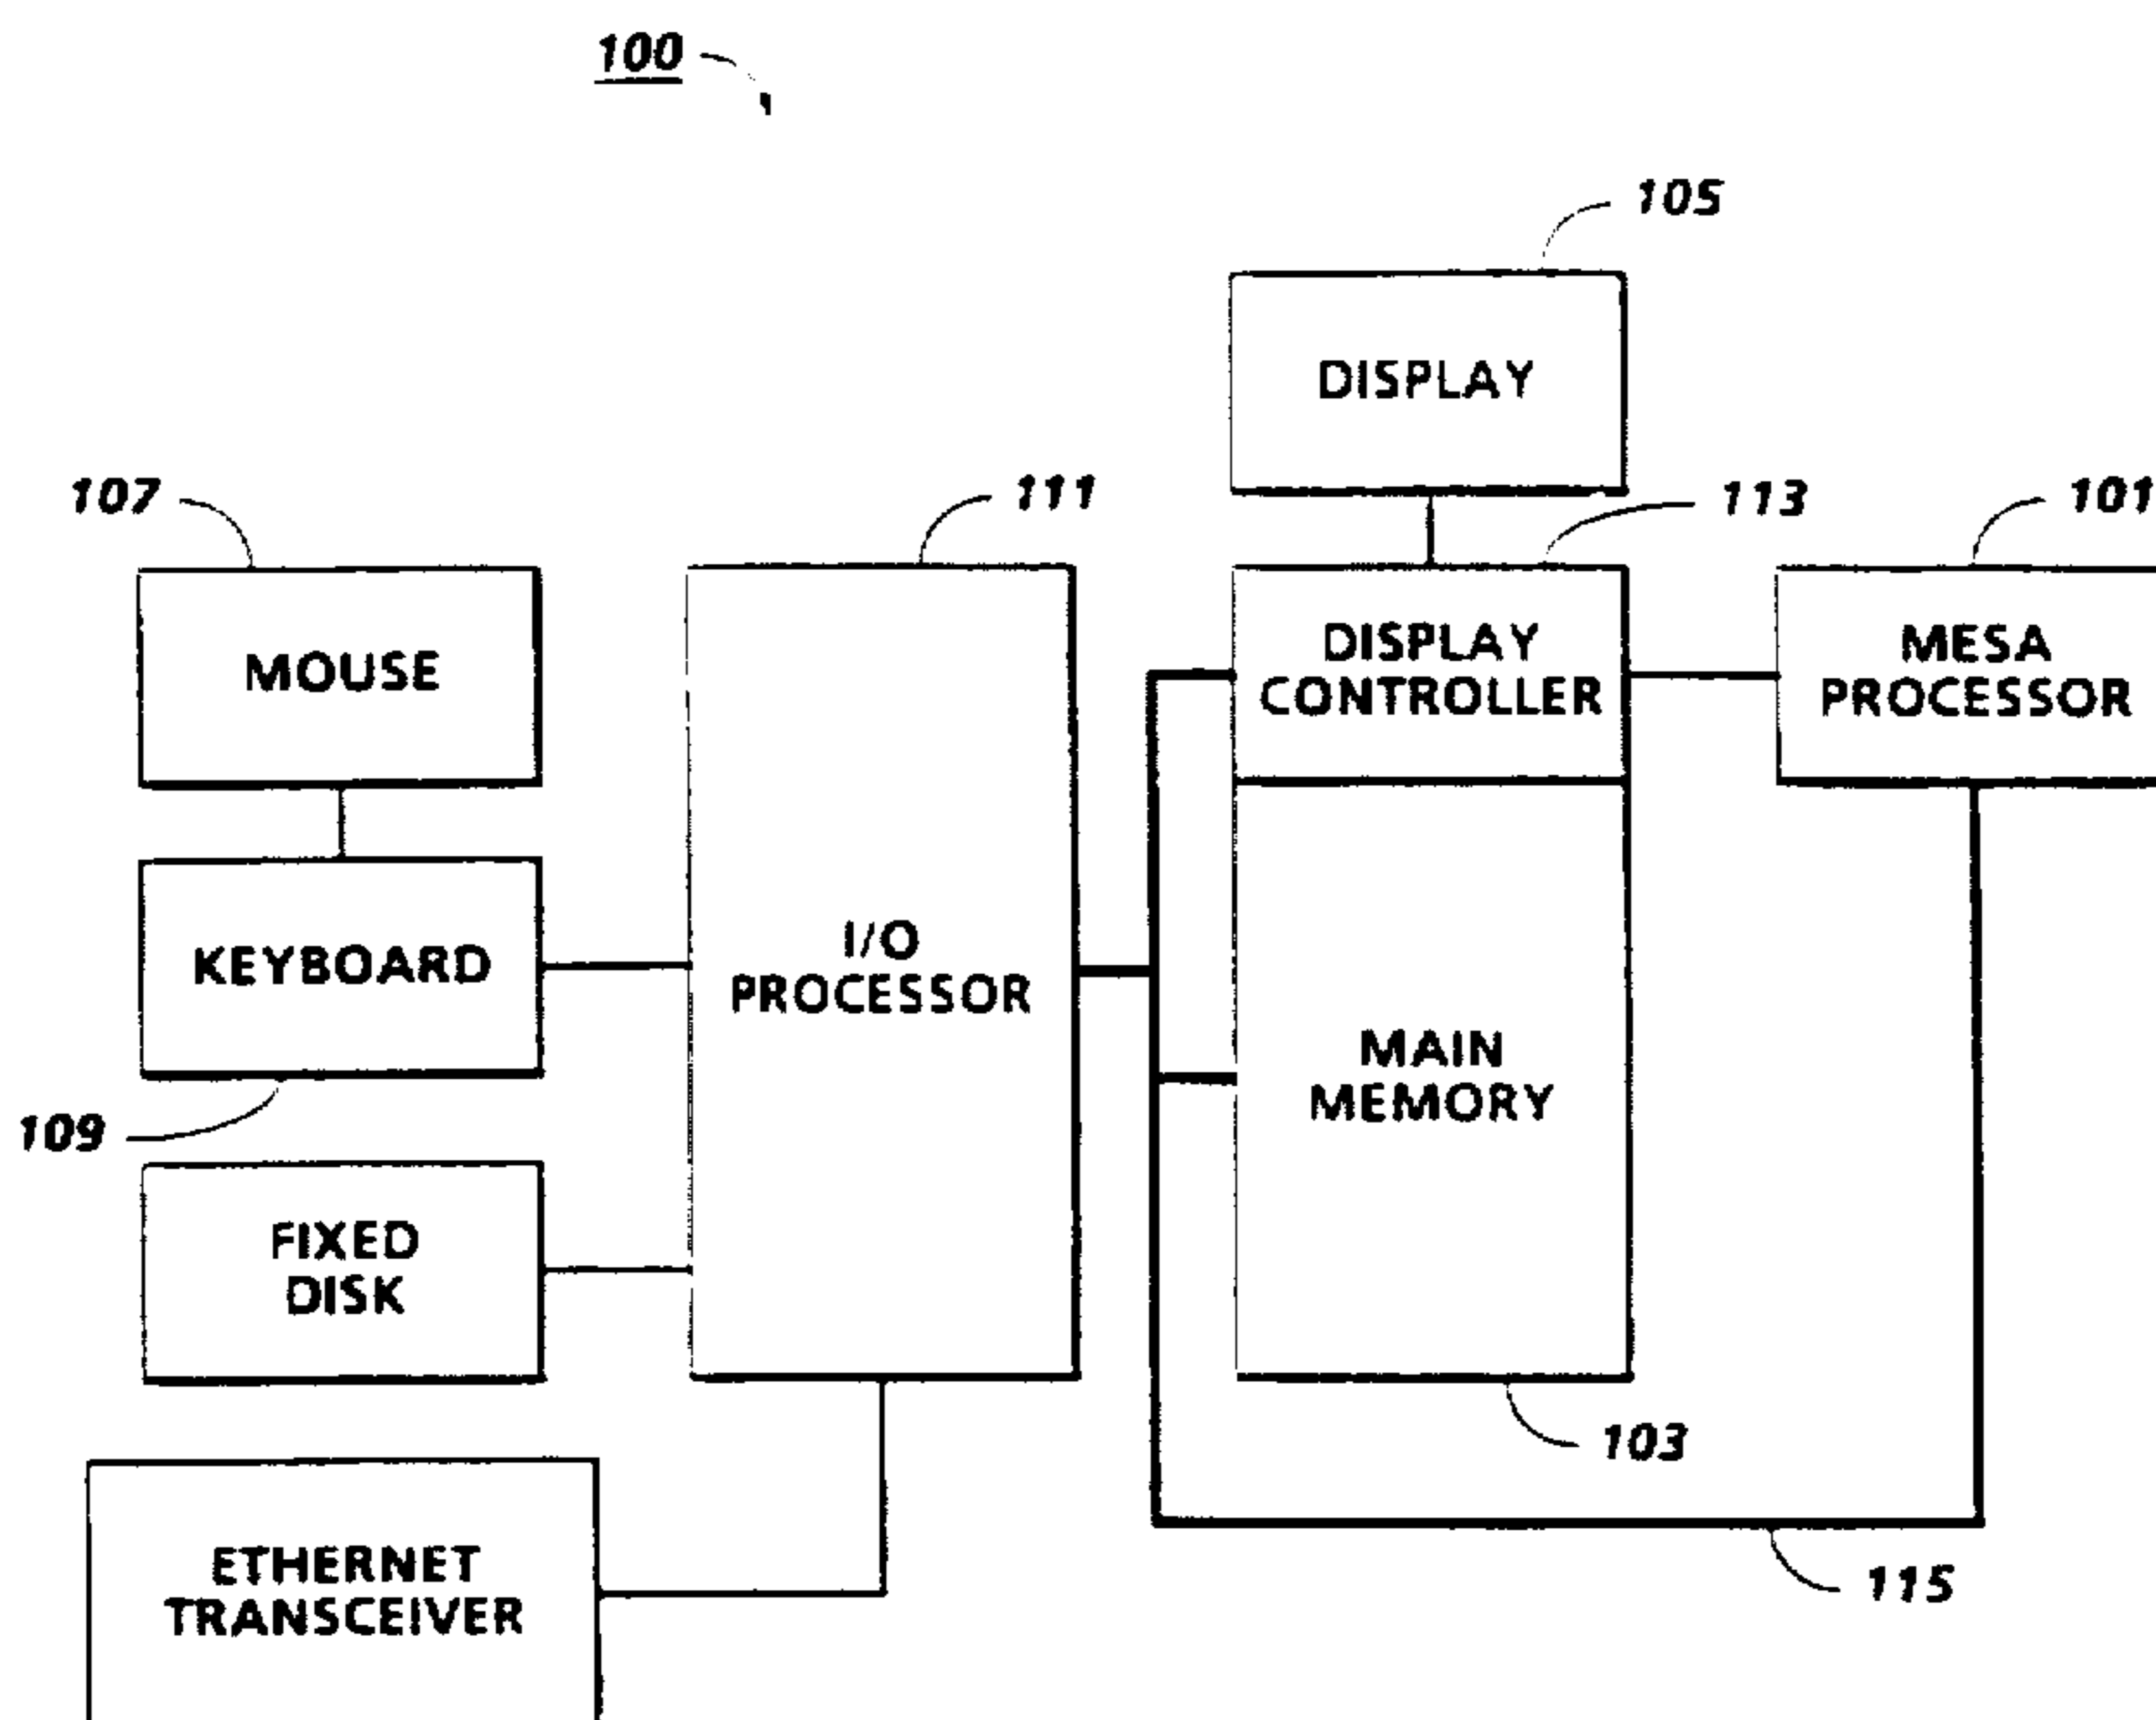 100
105
DISPLAY
107
111
113
101
MOUSE
DISPLAY
CONTROLLER
MESA
PROCESSOR
KEYBOARD
I/O
PROCESSOR
MAIN
MEMORY
109
FIXED
DISK
103
ETHERNET
TRANSCEIVER
115